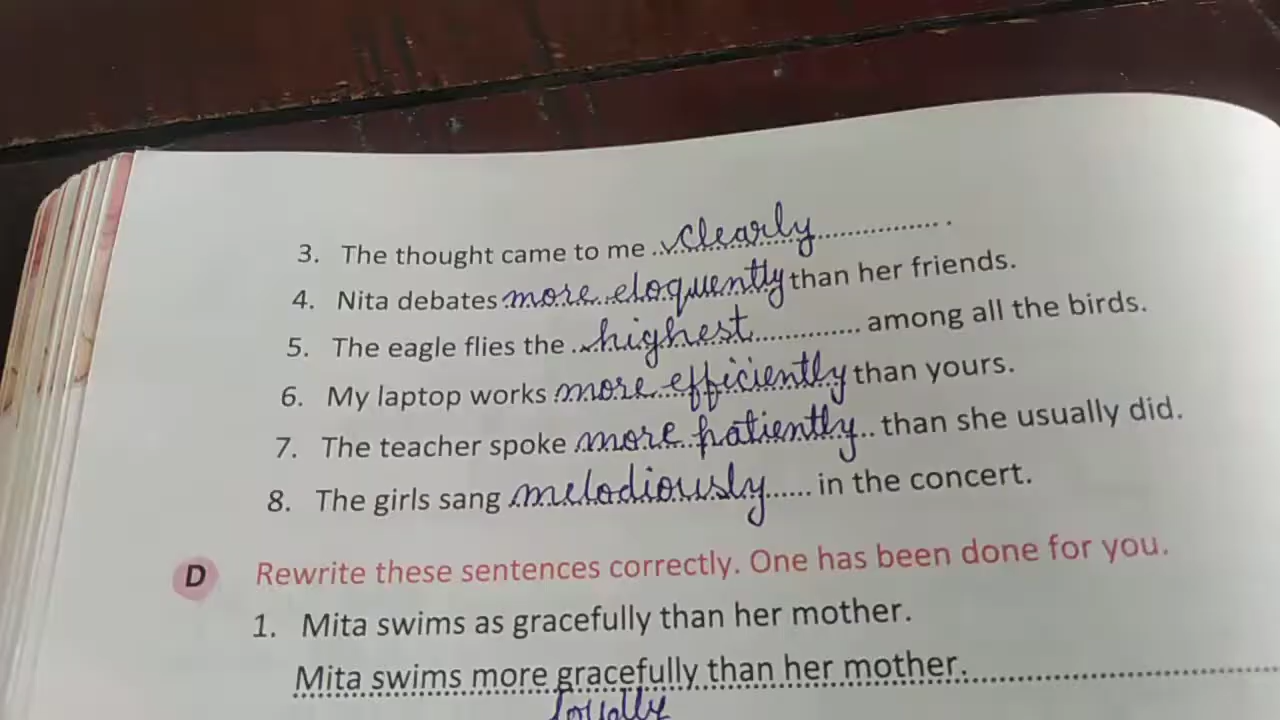 3. The thought came to me clearly.
4. Nita debates more eloquently than her friends.
5. The eagle flies the highest among all the birds.
6. My laptop works more efficiently than yours.
7. The teacher spoke more patiently than she usually did.
8. The girls sang melodiously in the concert.
D Rewrite these sentences correctly. One has been done for you.
1. Mita swims as gracefully than her mother.
Mita swims more gracefully than her mother.